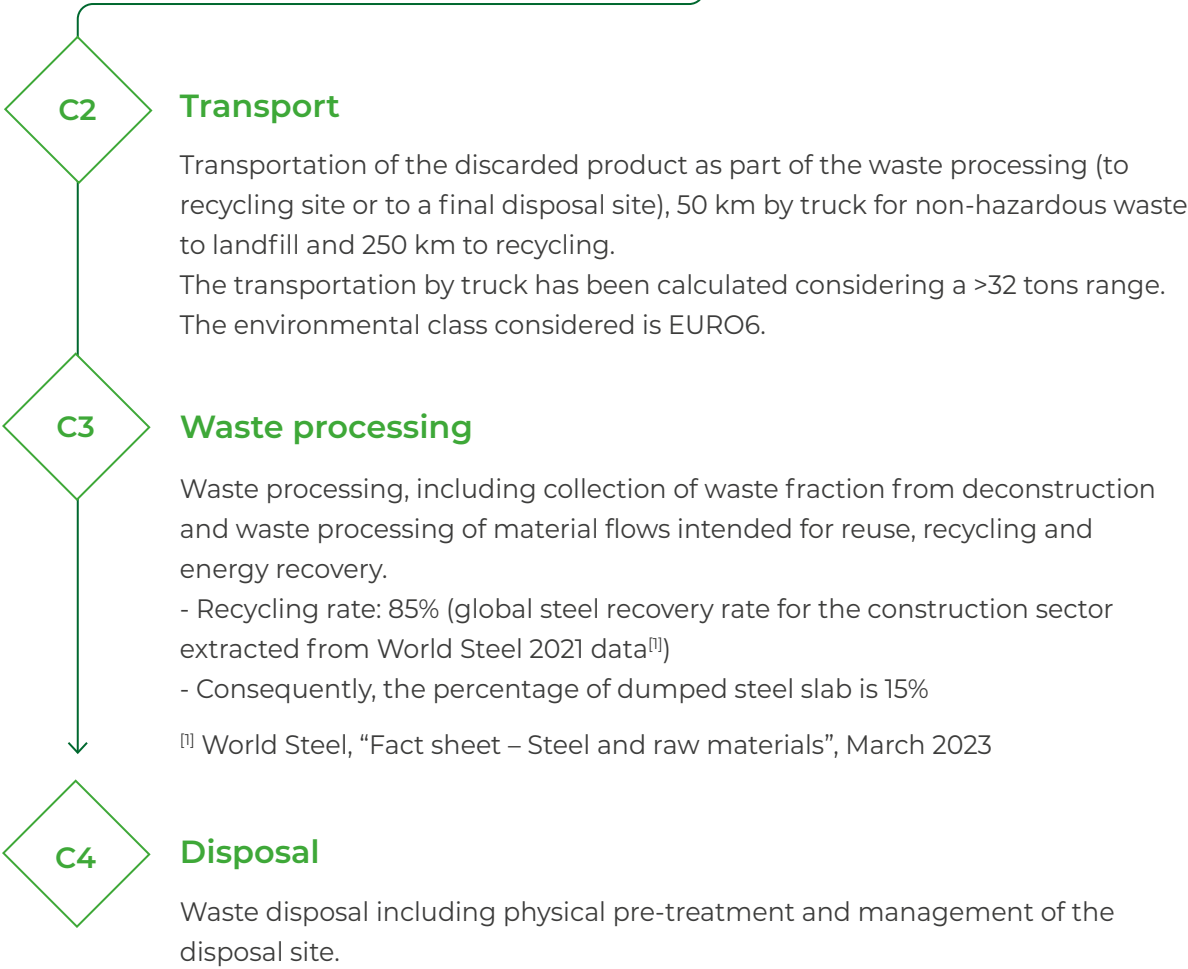 C2
Transport
Transportation of the discarded product as part of the waste processing (to
recycling site or to a final disposal site), 50 km by truck for non-hazardous waste
to landfill and 250 km to recycling.
The transportation by truck has been calculated considering a >32 tons range.
The environmental class considered is EURO6.
C3
Waste processing
Waste processing, including collection of waste fraction from deconstruction
and waste processing of material flows intended for reuse, recycling and
energy recovery.
- Recycling rate: 85% (global steel recovery rate for the construction sector
extracted from World Steel 2021 data[1])
- Consequently, the percentage of dumped steel slab is 15%
[1] World Steel, “Fact sheet – Steel and raw materials”, March 2023
C4
Disposal
Waste disposal including physical pre-treatment and management of the
disposal site.